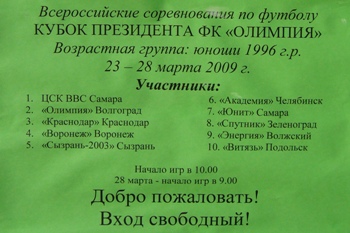 Всероссийские соревнования по футболу
КУБОК ПРЕЗИДЕНТА ФК «ОЛИМПИЯ»
Возрастная группа: юноши 1996 г.р.
23 – 28 марта 2009 г.
Участники:
1. ЦСК ВВС Самара
2. «Олимпия» Волгоград
3. «Краснодар» Краснодар
4. «Воронеж» Воронеж
5. «Сызрань-2003» Сызрань
6. «Академия» Челябинск
7. «Юнит» Самара
8. «Спутник» Зеленоград
9. «Энергия» Волжский
10. «Витязь» Подольск
Начало игр в 10.00
28 марта - начало игр в 9.00
Добро пожаловать!
Вход свободный!